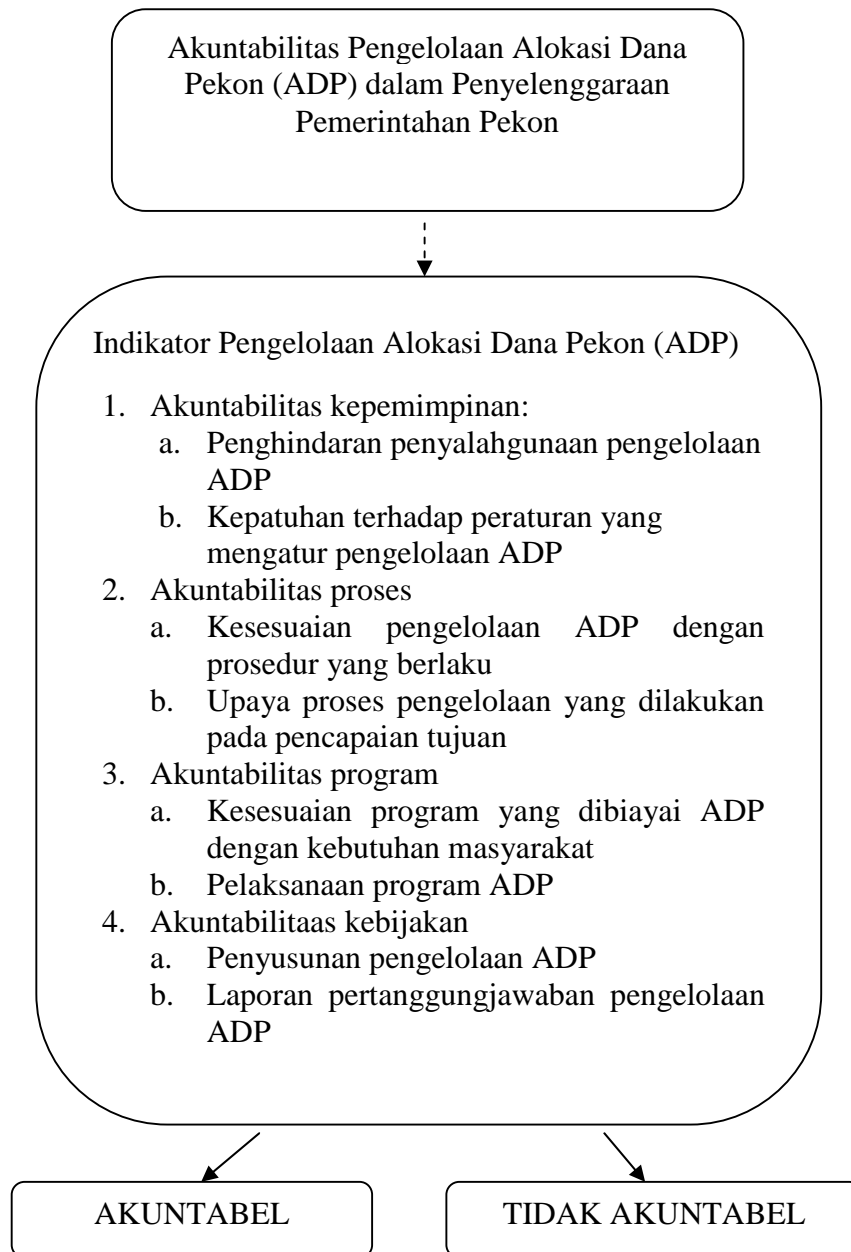 Akuntabilitas Pengelolaan Alokasi Dana
Pekon (ADP) dalam Penyelenggaraan
Pemerintahan Pekon
Indikator Pengelolaan Alokasi Dana Pekon (ADP)
1. Akuntabilitas kepemimpinan:
a. Penghindaran penyalahgunaan pengelolaan
ADP
b. Kepatuhan terhadap peraturan yang
mengatur pengelolaan ADP
2. Akuntabilitas proses
a. Kesesuaian pengelolaan ADP dengan
prosedur yang berlaku
b. Upaya proses pengelolaan yang dilakukan
pada pencapaian tujuan
3. Akuntabilitas program
a. Kesesuaian program yang dibiayai ADP
dengan kebutuhan masyarakat
b. Pelaksanaan program ADP
4. Akuntabilitaas kebijakan
a. Penyusunan pengelolaan ADP
b. Laporan pertanggungjawaban pengelolaan
ADP
AKUNTABEL
TIDAK AKUNTABEL